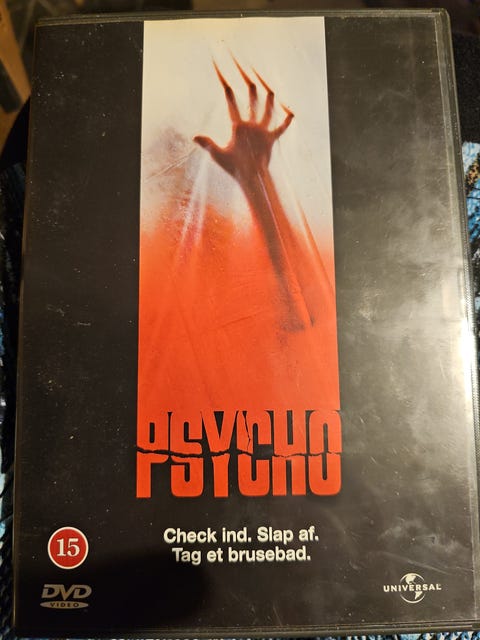 PSYCHO
Check ind. Slap af.
Tag et brusebad.
15
DVD
VIDEO
UNIVERSAL